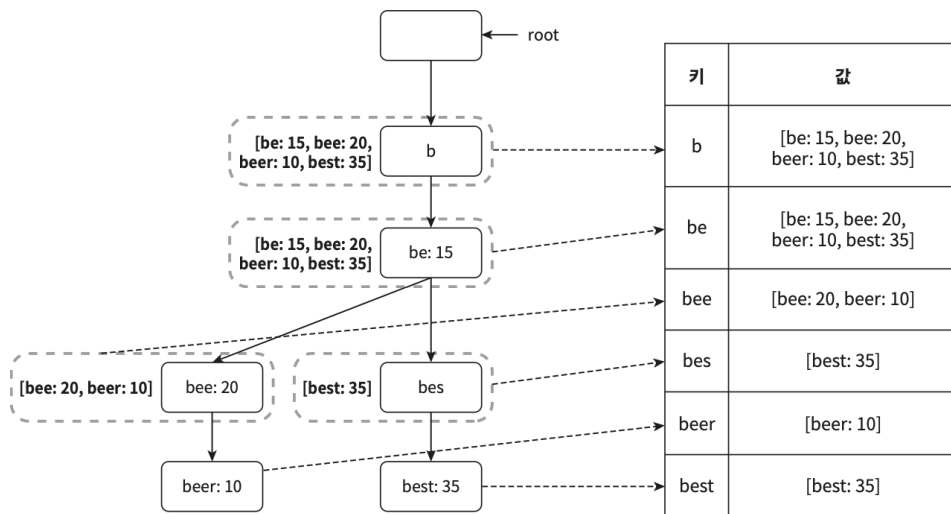 root
[be: 15, bee: 20,
beer: 10, best: 35]
b
[be: 15, bee: 20,
beer: 10, best: 35]
be: 15
[bee: 20, beer: 10]
bee: 20
[best: 35]
bes
beer: 10
best: 35
키 값
b
[be: 15, bee: 20,
beer: 10, best: 35]
be
[be: 15, bee: 20,
beer: 10, best: 35]
bee [bee: 20, beer: 10]
bes [best: 35]
beer [beer: 10]
best [best: 35]